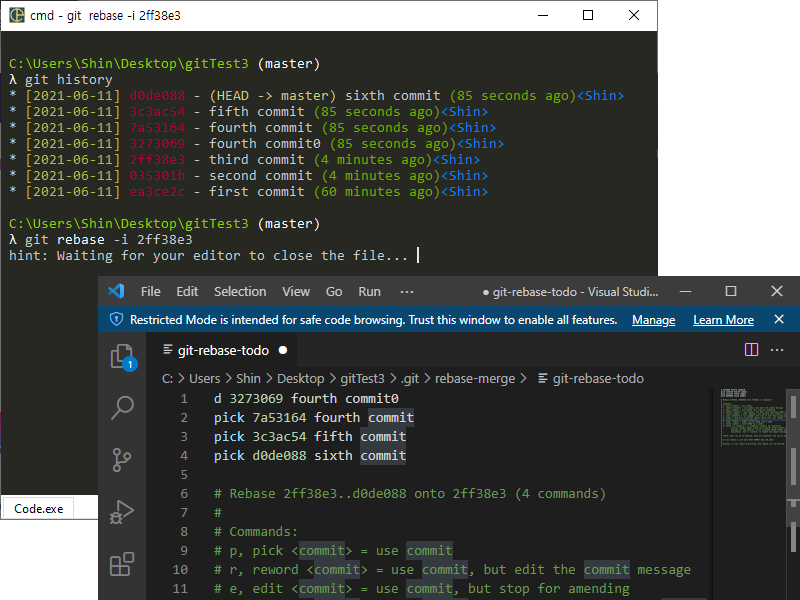 cmd - git  rebase -i 2ff38e3
C:\Users\Shin\Desktop\gitTest3 (master)
λ git history
* [2021-06-11] d0de088 - (HEAD -> master) sixth commit (85 seconds ago)<Shin>
* [2021-06-11] 3c3ac54 - fifth commit (85 seconds ago)<Shin>
* [2021-06-11] 7a53164 - fourth commit (85 seconds ago)<Shin>
* [2021-06-11] 3273069 - fourth commit0 (85 seconds ago)<Shin>
* [2021-06-11] 2ff38e3 - third commit (4 minutes ago)<Shin>
* [2021-06-11] 035301b - second commit (4 minutes ago)<Shin>
* [2021-06-11] ea3ce2c - first commit (60 minutes ago)<Shin>
C:\Users\Shin\Desktop\gitTest3 (master)
λ git rebase -i 2ff38e3
hint: Waiting for your editor to close the file...
Code.exe
File Edit Selection View Go Run ··· ● git-rebase-todo - Visual Studi...
Restricted Mode is intended for safe code browsing. Trust this window to enable all features. Manage Learn More
1
git-rebase-todo ●
C: > Users > Shin > Desktop > gitTest3 > .git > rebase-merge > git-rebase-todo
1 d 3273069 fourth commit0
2 pick 7a53164 fourth commit
3 pick 3c3ac54 fifth commit
4 pick d0de088 sixth commit
5
6 # Rebase 2ff38e3..d0de088 onto 2ff38e3 (4 commands)
7 #
8 # Commands:
9 # p, pick <commit> = use commit
10 # r, reword <commit> = use commit, but edit the commit message
11 # e, edit <commit> = use commit, but stop for amending